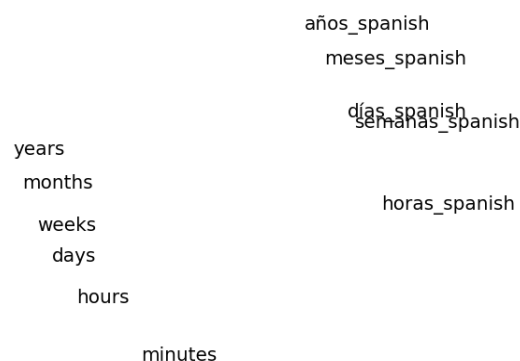 años_spanish
meses_spanish
días_spanish
semanas_spanish
years
months
horas_spanish
weeks
days
hours
minutes